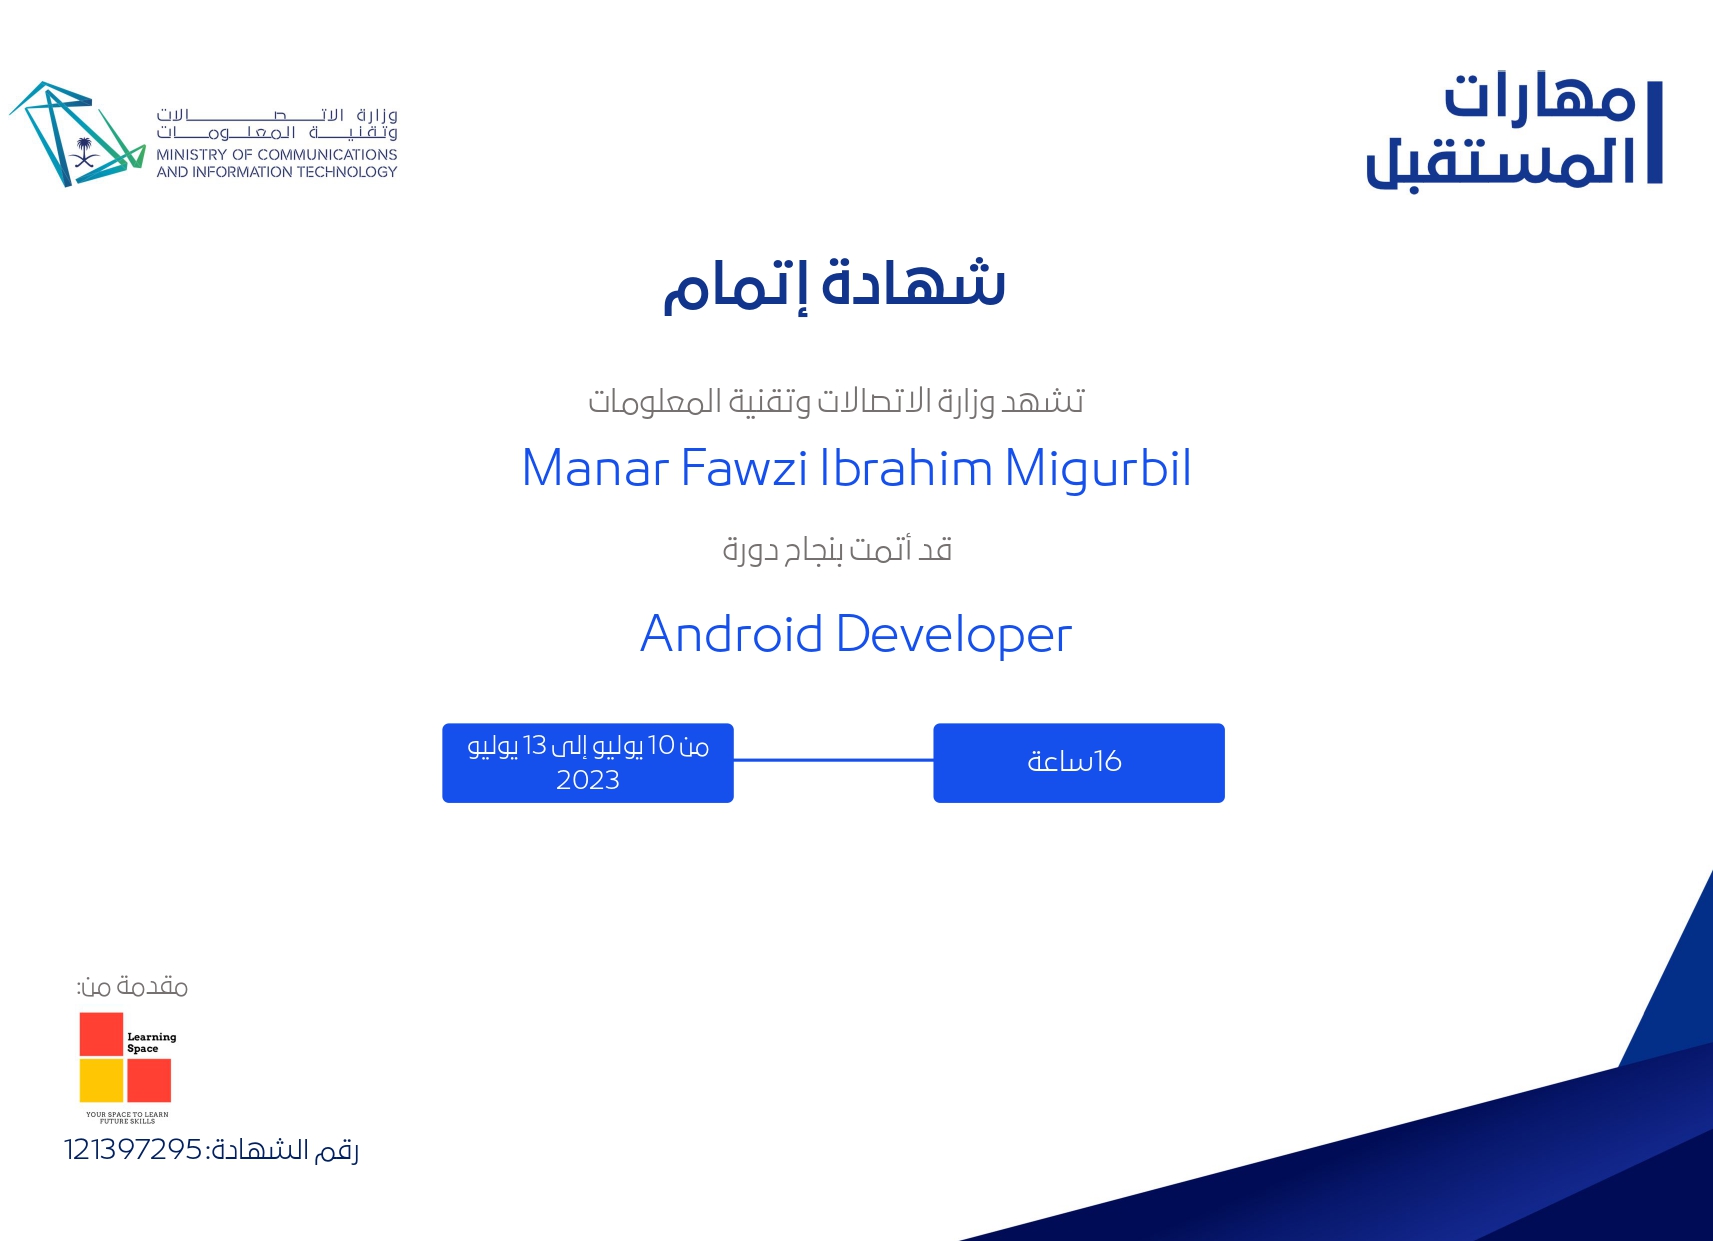 مهارات
المستقبل
وزارة الاتصالات
وتقنية المعلومات
MINISTRY OF COMMUNICATIONS
AND INFORMATION TECHNOLOGY
شهادة إتمام
تشهد وزارة الاتصالات وتقنية المعلومات
Manar Fawzi Ibrahim Migurbil
قد أتمت بنجاح دورة
Android Developer
16ساعة
من 10 يوليو إلى 13 يوليو
2023
مقدمة من:
Learning
Space
YOUR SPACE TO LEARN
FUTURE SKILLS
رقم الشهادة:121397295